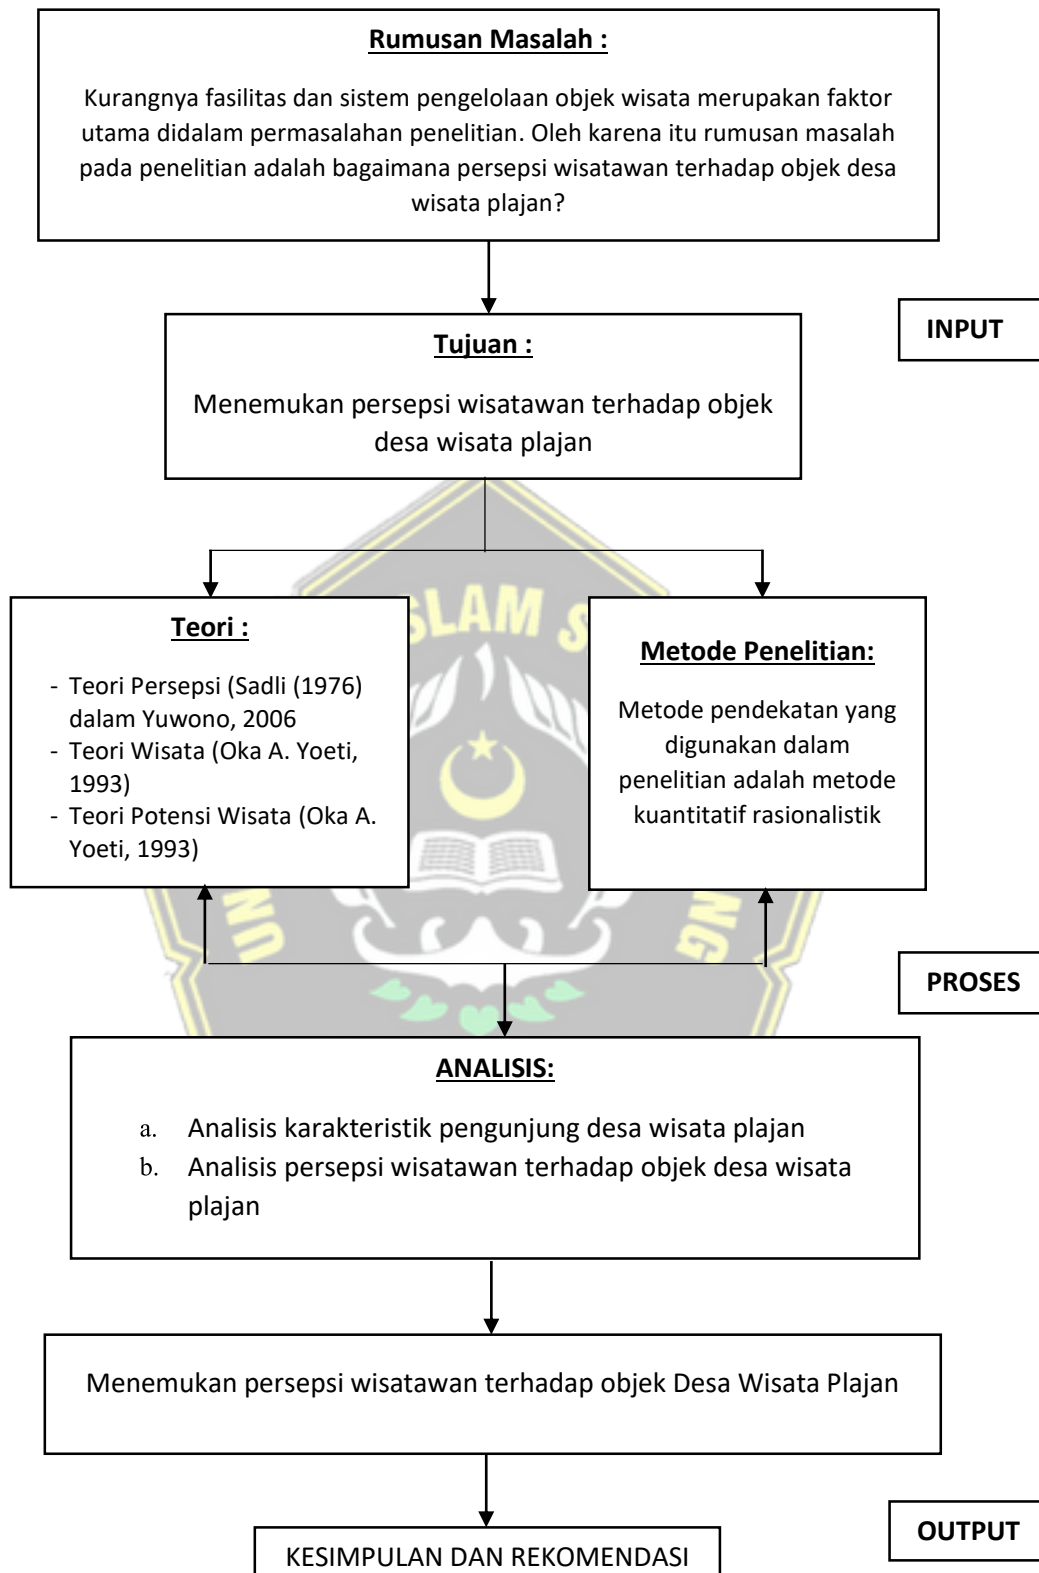 Rumusan Masalah :
Kurangnya fasilitas dan sistem pengelolaan objek wisata merupakan faktor
utama didalam permasalahan penelitian. Oleh karena itu rumusan masalah
pada penelitian adalah bagaimana persepsi wisatawan terhadap objek desa
wisata plajan?
INPUT
Tujuan :
Menemukan persepsi wisatawan terhadap objek
desa wisata plajan
Teori :
- Teori Persepsi (Sadli (1976)
dalam Yuwono, 2006
- Teori Wisata (Oka A. Yoeti,
1993)
- Teori Potensi Wisata (Oka A.
Yoeti, 1993)
Metode Penelitian:
Metode pendekatan yang
digunakan dalam
penelitian adalah metode
kuantitatif rasionalistik
SLAM S
UN
NG
PROSES
ANALISIS:
a. Analisis karakteristik pengunjung desa wisata plajan
b. Analisis persepsi wisatawan terhadap objek desa wisata
plajan
Menemukan persepsi wisatawan terhadap objek Desa Wisata Plajan
OUTPUT
KESIMPULAN DAN REKOMENDASI